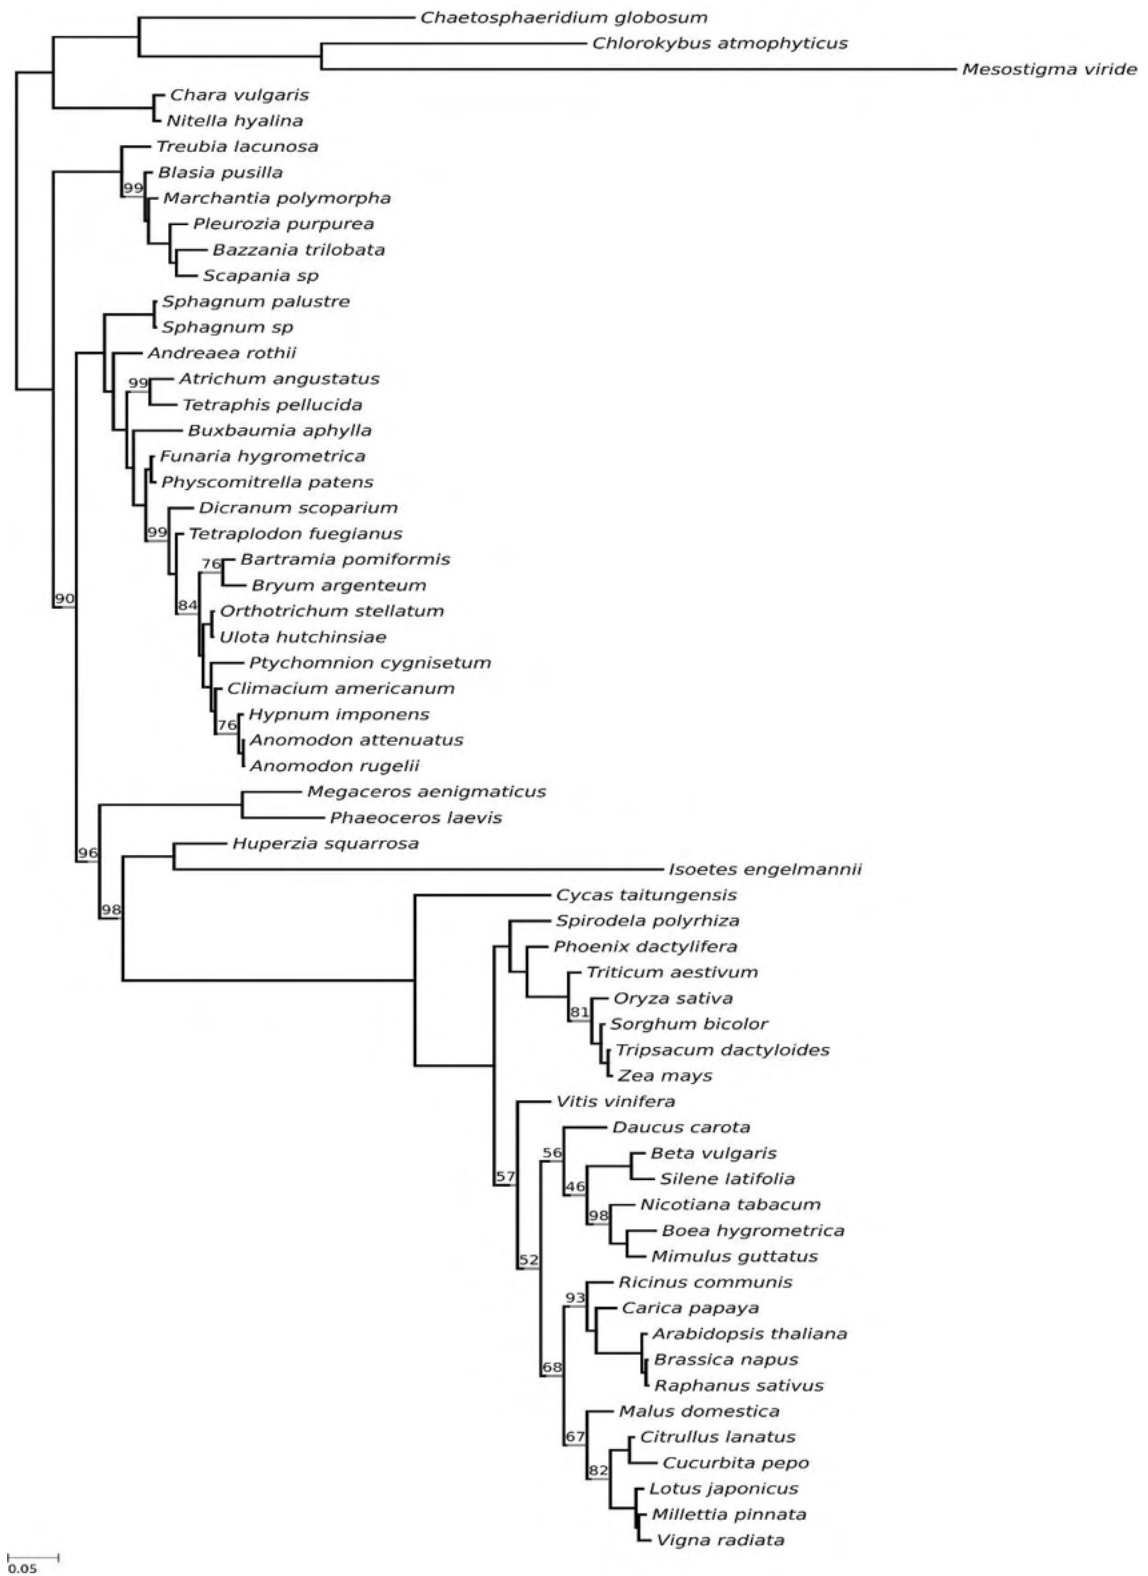 Chaetosphaeridium globosum
Chlorokybus atmophyticus
Mesostigma viride
Chara vulgaris
Nitella hyalina
Treubia lacunosa
Blasia pusilla
99
Marchantia polymorpha
Pleurozia purpurea
Bazzania trilobata
Scapania sp
Sphagnum palustre
Sphagnum sp
Andreaea rothii
99 Atrichum angustatus
Tetraphis pellucida
Buxbaumia aphylla
Funaria hygrometrica
Physcomitrella patens
Dicranum scoparium
99 Tetraplodon fuegianus
76 Bartramia pomiformis
Bryum argenteum
90
84 Orthotrichum stellatum
Ulota hutchinsiae
Ptychomnion cygnisetum
Climacium americanum
Hypnum imponens
76
Anomodon attenuatus
Anomodon rugelii
Megaceros aenigmaticus
Phaeoceros laevis
Huperzia squarrosa
96
Isoetes engelmannii
Cycas taitungensis
98
Spirodela polyrhiza
Phoenix dactylifera
Triticum aestivum
Oryza sativa
81
Sorghum bicolor
Tripsacum dactyloides
Zea mays
Vitis vinifera
Daucus carota
56 Beta vulgaris
57 Silene latifolia
46
Nicotiana tabacum
98
Boea hygrometrica
Mimulus guttatus
52
Ricinus communis
93
Carica papaya
Arabidopsis thaliana
Brassica napus
68
Raphanus sativus
Malus domestica
67 Citrullus lanatus
Cucurbita pepo
82
Lotus japonicus
Millettia pinnata
Vigna radiata
0.05